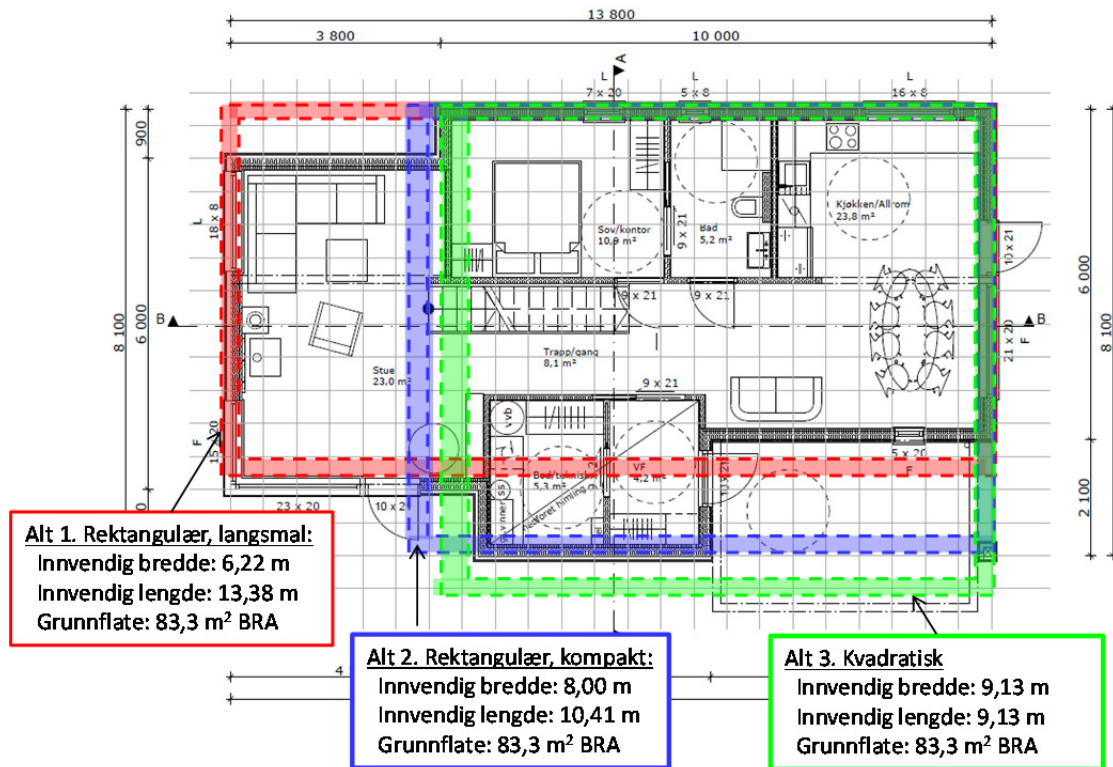 13 800
3 800
10 000
A
L
7 x 20
L
5 x 8
L
16 x 8
900
L
18 x 8
Sov/kontor
10,9 m²
9 x 21
Bad
5,2 m²
Kjøkken/Allrom
23,8 m²
10 x 21
6 000
8 100
6 000
8 100
B
9 x 21
9 x 21
B
F
21 x 20
Trapp/gang
8,1 m²
Stue
23,0 m²
9 x 21
vvb
F
5 x 20
F
VF
4,2 m²
5,3 m²
SS
2 100
23 x 20
Alt 1. Rektangulær, langsmal:
Innvendig bredde: 6,22 m
Innvendig lengde: 13,38 m
Grunnflate: 83,3 m² BRA
Alt 2. Rektangulær, kompakt:
Innvendig bredde: 8,00 m
Innvendig lengde: 10,41 m
Grunnflate: 83,3 m² BRA
Alt 3. Kvadratisk
Innvendig bredde: 9,13 m
Innvendig lengde: 9,13 m
Grunnflate: 83,3 m² BRA